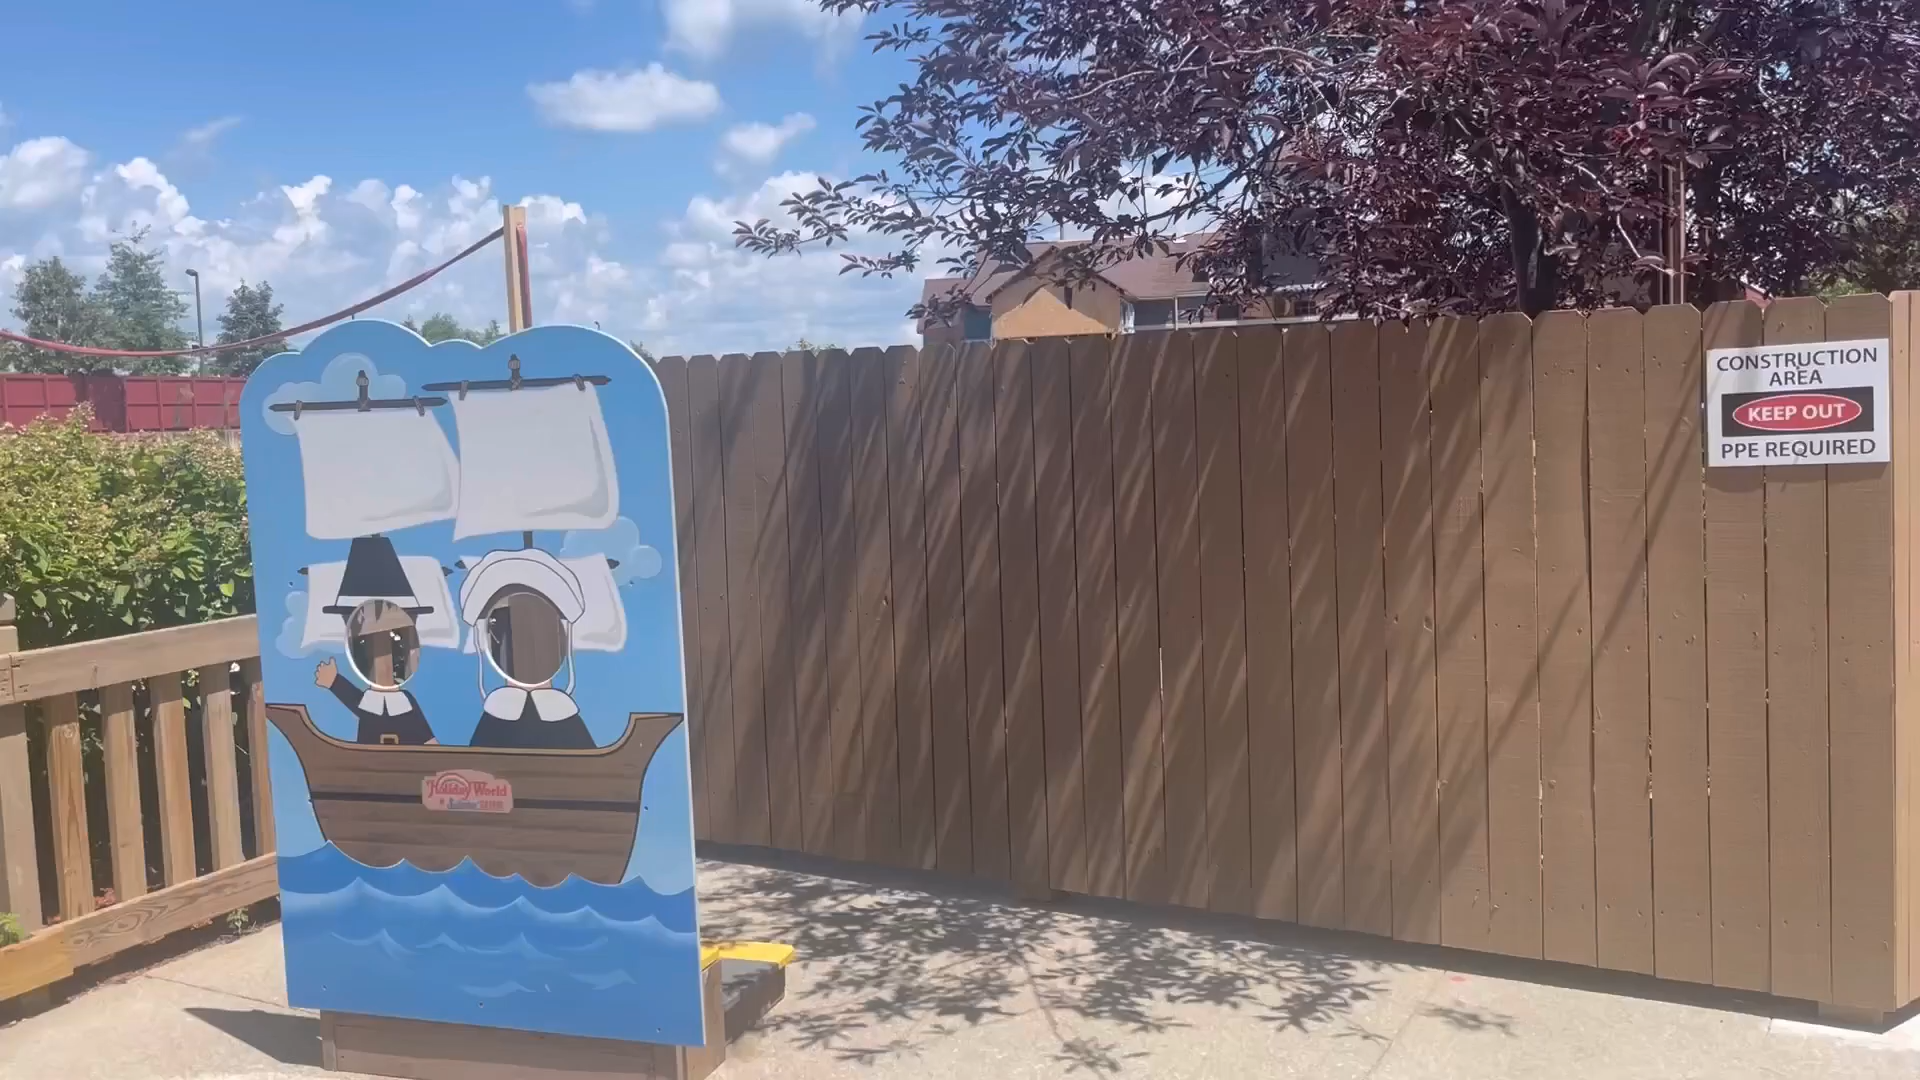 Holiday World
&
CONSTRUCTION
AREA
KEEP OUT
PPE REQUIRED